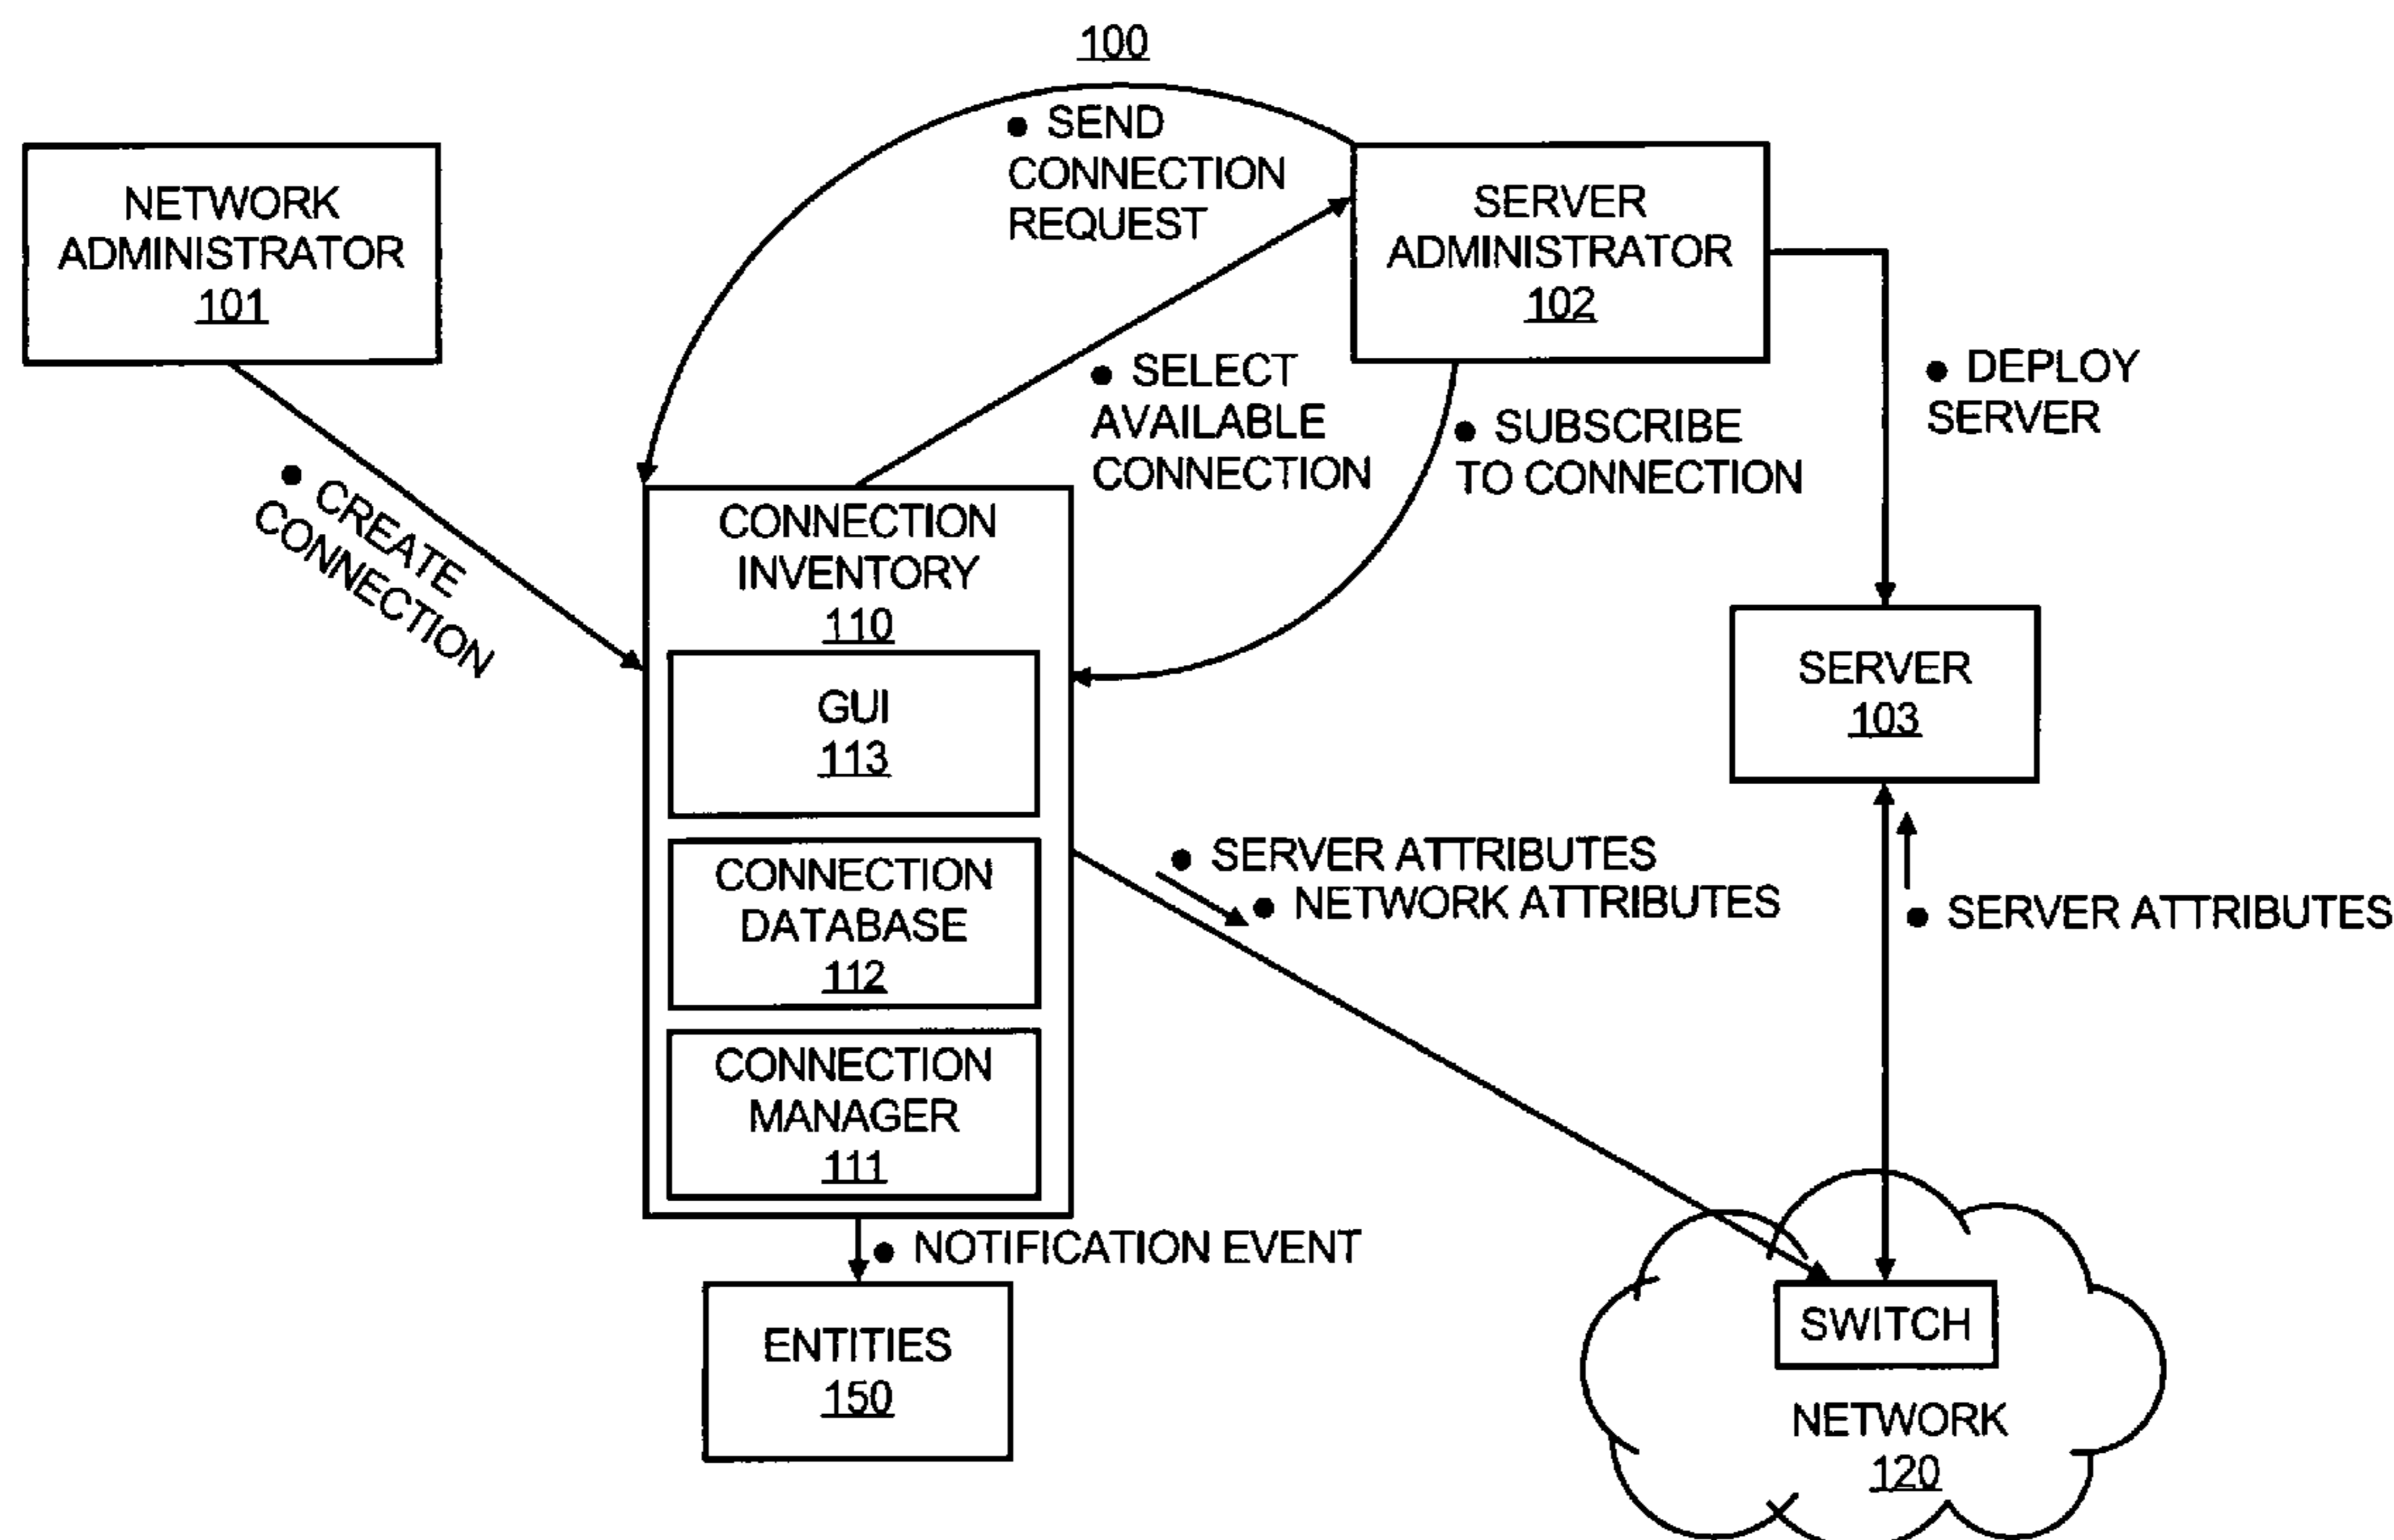 100
NETWORK
ADMINISTRATOR
101
● SEND
CONNECTION
REQUEST
SERVER
ADMINISTRATOR
102
● CREATE
CONNECTION
● SELECT
AVAILABLE
CONNECTION
● SUBSCRIBE
TO CONNECTION
● DEPLOY
SERVER
CONNECTION
INVENTORY
110
GUI
113
CONNECTION
DATABASE
112
CONNECTION
MANAGER
111
SERVER
103
● SERVER ATTRIBUTES
● NETWORK ATTRIBUTES
● SERVER ATTRIBUTES
● NOTIFICATION EVENT
ENTITIES
150
SWITCH
NETWORK
120